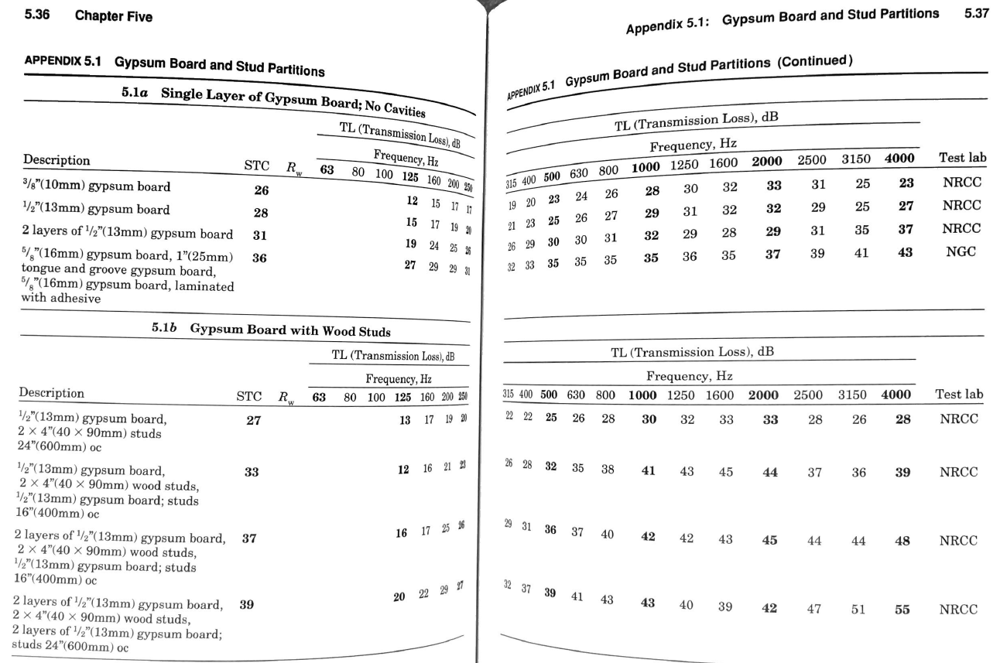 5.36 Chapter Five
APPENDIX 5.1 Gypsum Board and Stud Partitions
5.1a Single Layer of Gypsum Board; No Cavities
TL (Transmission Loss), dB
Frequency, Hz
Description STC Rw 63 80 100 125 160 200 250
3/8”(10mm) gypsum board 26 12 15 17 17
1/2”(13mm) gypsum board 28 15 17 19 20
2 layers of 1/2”(13mm) gypsum board 31 19 24 25 26
5/8”(16mm) gypsum board, 1”(25mm) 36 27 29 29 31
tongue and groove gypsum board,
5/8”(16mm) gypsum board, laminated
with adhesive
5.1b Gypsum Board with Wood Studs
TL (Transmission Loss), dB
Frequency, Hz
Description STC Rw 63 80 100 125 160 200 250
1/2”(13mm) gypsum board, 27 13 17 19 20
2 × 4”(40 × 90mm) studs
24”(600mm) oc
1/2”(13mm) gypsum board, 33 12 16 21 23
2 × 4”(40 × 90mm) wood studs,
1/2”(13mm) gypsum board; studs
16”(400mm) oc
2 layers of 1/2”(13mm) gypsum board, 37 16 17 25 26
2 × 4”(40 × 90mm) wood studs,
1/2”(13mm) gypsum board; studs
16”(400mm) oc
2 layers of 1/2”(13mm) gypsum board, 39 20 22 29 27
2 × 4”(40 × 90mm) wood studs,
2 layers of 1/2”(13mm) gypsum board;
studs 24”(600mm) oc
Appendix 5.1: Gypsum Board and Stud Partitions 5.37
APPENDIX 5.1 Gypsum Board and Stud Partitions (Continued)
TL (Transmission Loss), dB
Frequency, Hz
315 400 500 630 800 1000 1250 1600 2000 2500 3150 4000 Test lab
19 20 23 24 26 28 30 32 33 31 25 23 NRCC
21 23 25 26 27 29 31 32 32 29 25 27 NRCC
26 29 30 30 31 32 29 28 29 31 35 37 NRCC
32 33 35 35 35 35 36 35 37 39 41 43 NGC
TL (Transmission Loss), dB
Frequency, Hz
315 400 500 630 800 1000 1250 1600 2000 2500 3150 4000 Test lab
22 22 25 26 28 30 32 33 33 28 26 28 NRCC
26 28 32 35 38 41 43 45 44 37 36 39 NRCC
29 31 36 37 40 42 42 43 45 44 44 48 NRCC
32 37 39 41 43 43 40 39 42 47 51 55 NRCC